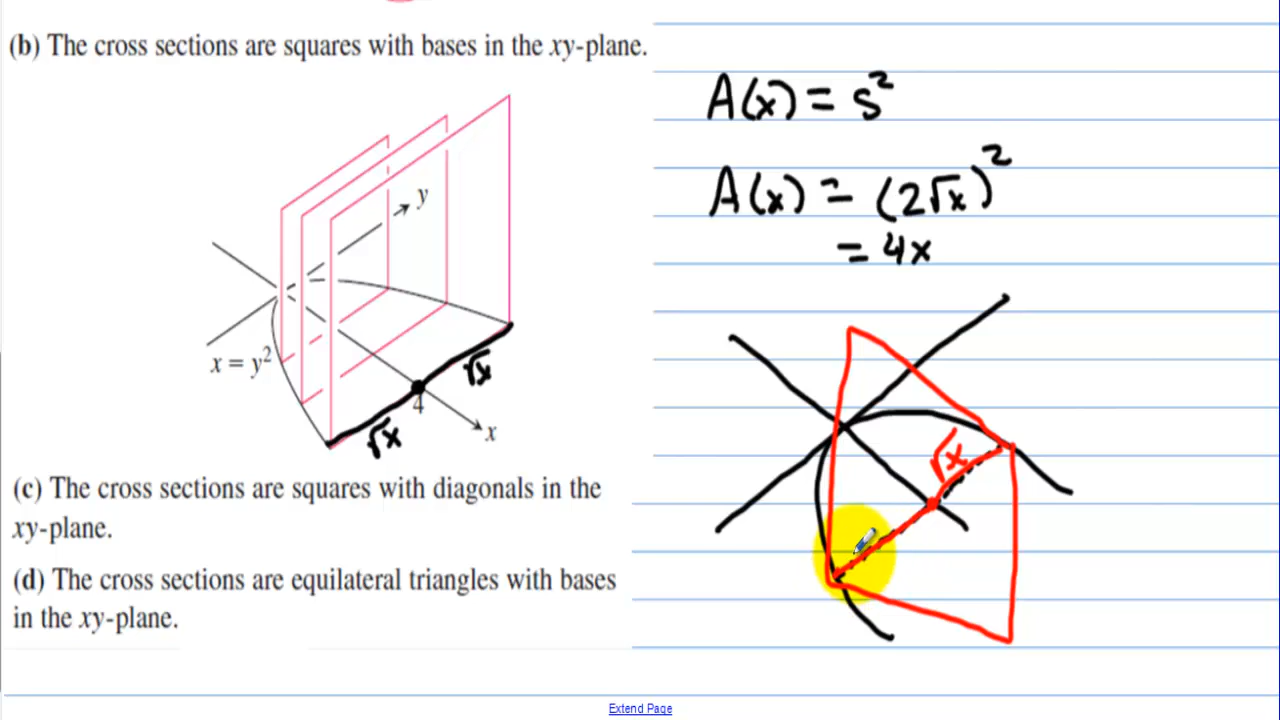 (b) The cross sections are squares with bases in the xy-plane.
y
x = y²
√x
√x
4
x
(c) The cross sections are squares with diagonals in the
xy-plane.
(d) The cross sections are equilateral triangles with bases
in the xy-plane.
A(x) = s²
A(x) = (2√x)²
= 4x
√x
Extend Page